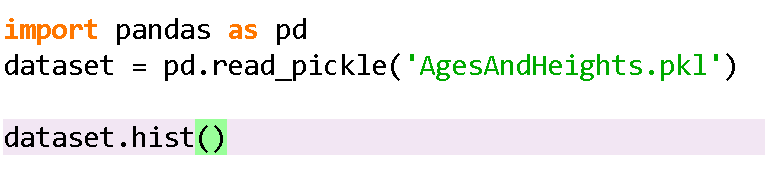 import pandas as pd
dataset = pd.read_pickle('AgesAndHeights.pkl')
dataset.hist()